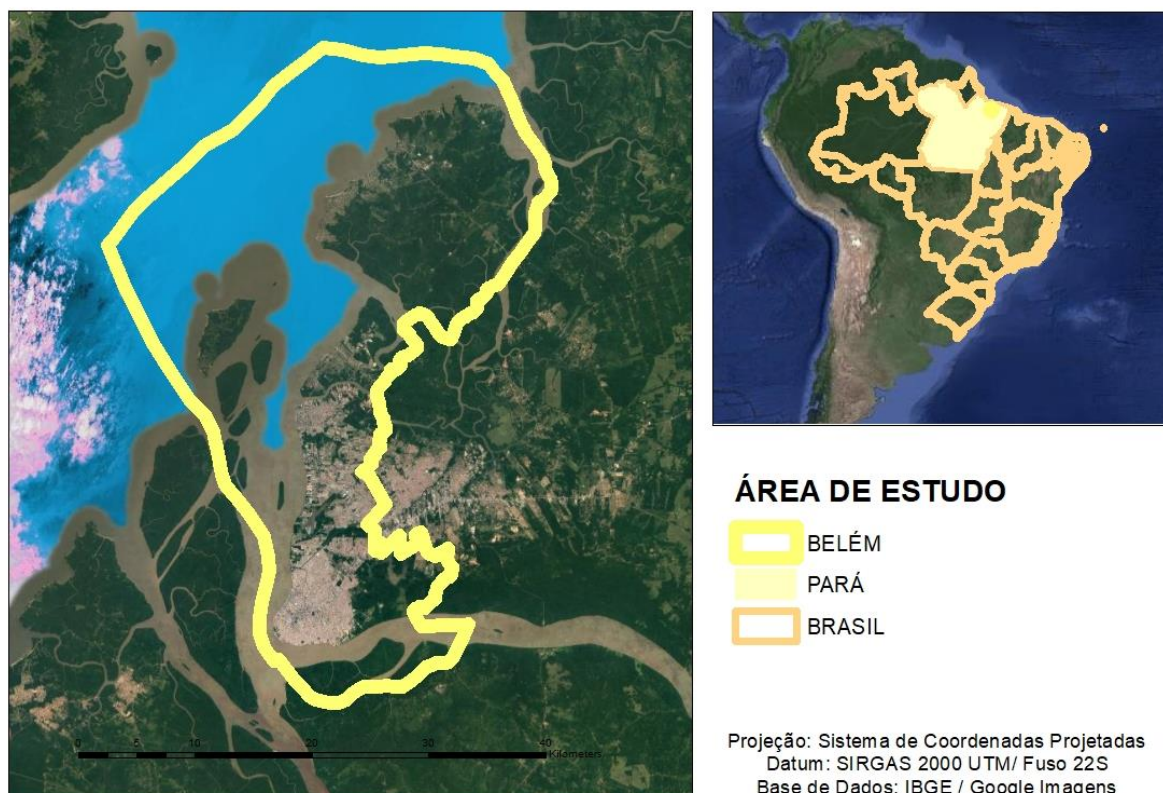 0 5 10 20 30 40
Kilometers
ÁREA DE ESTUDO
BELÉM
PARÁ
BRASIL
Projeção: Sistema de Coordenadas Projetadas
Datum: SIRGAS 2000 UTM/ Fuso 22S
Base de Dados: IBGE / Google Imagens